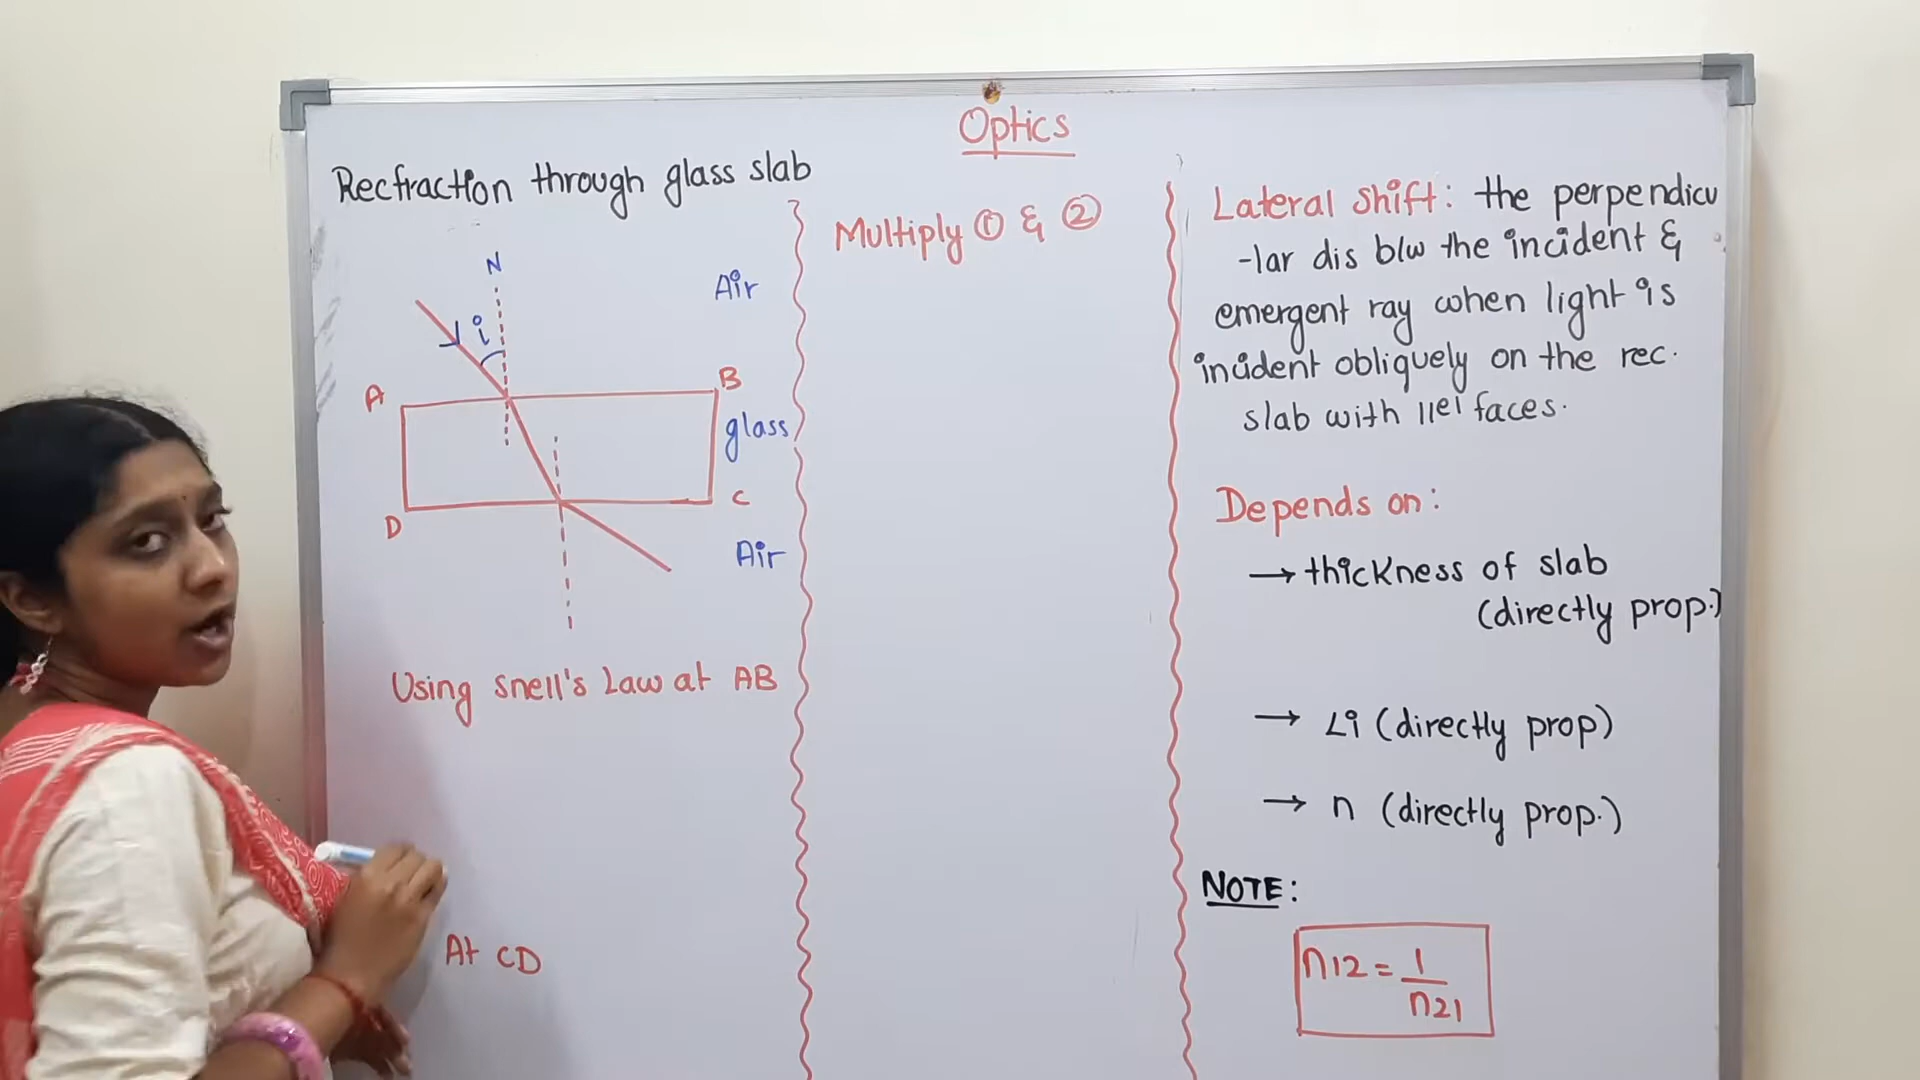 Optics
Recfraction through glass slab
N
i
Air
A
B
glass
D
C
Air
Using Snell's Law at AB
At CD
Multiply ① & ②
Lateral Shift: the perpendicu
-lar dis b/w the incident &
emergent ray when light is
incident obliquely on the rec.
slab with llel faces.
Depends on:
→ thickness of slab
(directly prop.)
→ ∠i (directly prop)
→ n (directly prop.)
NOTE:
n12 = 1/n21